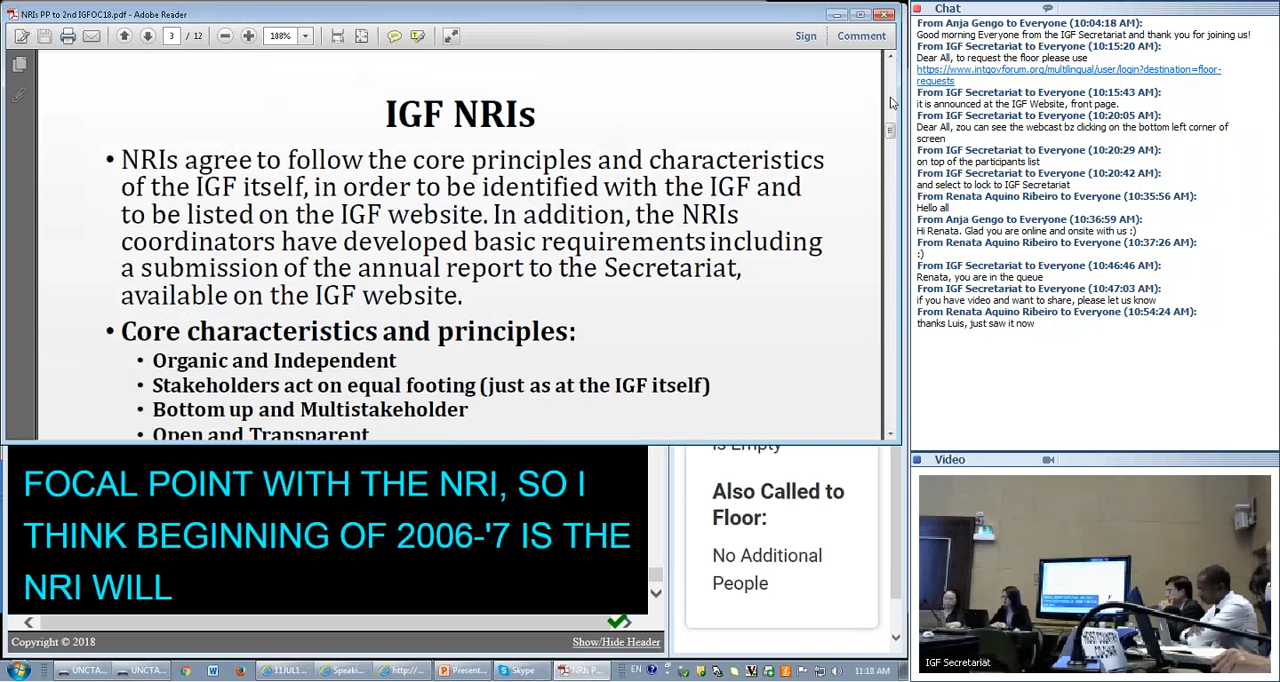 NRIs PP to 2nd IGFOC18.pdf - Adobe Reader
3 / 12
108%
Sign
Comment
IGF NRIs
• NRIs agree to follow the core principles and characteristics
of the IGF itself, in order to be identified with the IGF and
to be listed on the IGF website. In addition, the NRIs
coordinators have developed basic requirements including
a submission of the annual report to the Secretariat,
available on the IGF website.
• Core characteristics and principles:
• Organic and Independent
• Stakeholders act on equal footing (just as at the IGF itself)
• Bottom up and Multistakeholder
• Open and Transparent
FOCAL POINT WITH THE NRI, SO I
THINK BEGINNING OF 2006-'7 IS THE
NRI WILL
Copyright © 2018
Show/Hide Header
is Empty
Also Called to
Floor:
No Additional
People
Chat
From Anja Gengo to Everyone (10:04:18 AM):
Good morning Everyone from the IGF Secretariat and thank you for joining us!
From IGF Secretariat to Everyone (10:15:20 AM):
Dear All, to request the floor please use
https://www.intgovforum.org/multilingual/user/login?destination=floor-
requests
From IGF Secretariat to Everyone (10:15:43 AM):
it is announced at the IGF Website, front page.
From IGF Secretariat to Everyone (10:20:05 AM):
Dear All, zou can see the webcast bz clicking on the bottom left corner of
screen
From IGF Secretariat to Everyone (10:20:29 AM):
on top of the participants list
From IGF Secretariat to Everyone (10:20:42 AM):
and select to lock to IGF Secretariat
From Renata Aquino Ribeiro to Everyone (10:35:56 AM):
Hello all
From Anja Gengo to Everyone (10:36:59 AM):
Hi Renata. Glad you are online and onsite with us :)
From Renata Aquino Ribeiro to Everyone (10:37:26 AM):
:)
From IGF Secretariat to Everyone (10:46:46 AM):
Renata, you are in the queue
From IGF Secretariat to Everyone (10:47:03 AM):
if you have video and want to share, please let us know
From Renata Aquino Ribeiro to Everyone (10:54:24 AM):
thanks Luis, just saw it now
Video
HOST COUNTRY
CO-CHAIR
IGF Secretariat
UNCTA...
UNCTA...
11JUL1...
Speaki...
http://...
Present...
Skype
NRIs P...
EN
11:18 AM